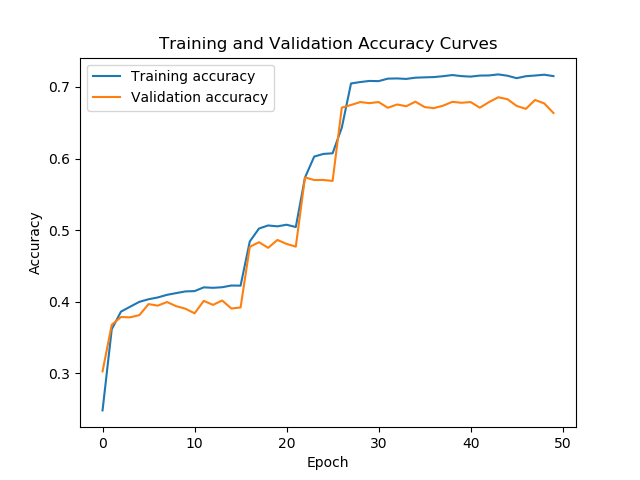 Training and Validation Accuracy Curves
Training accuracy
Validation accuracy
0.7
0.6
0.5
0.4
0.3
Accuracy
0 10 20 30 40 50
Epoch